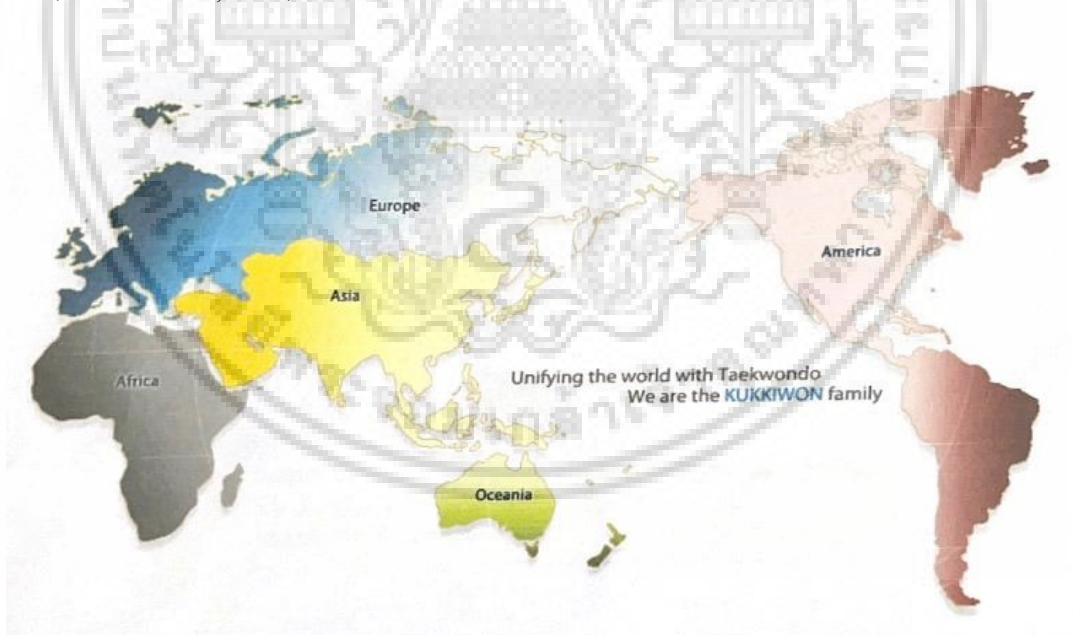 Europe
America
Asia
Africa
Unifying the world with Taekwondo
We are the KUKKIWON family
Oceania